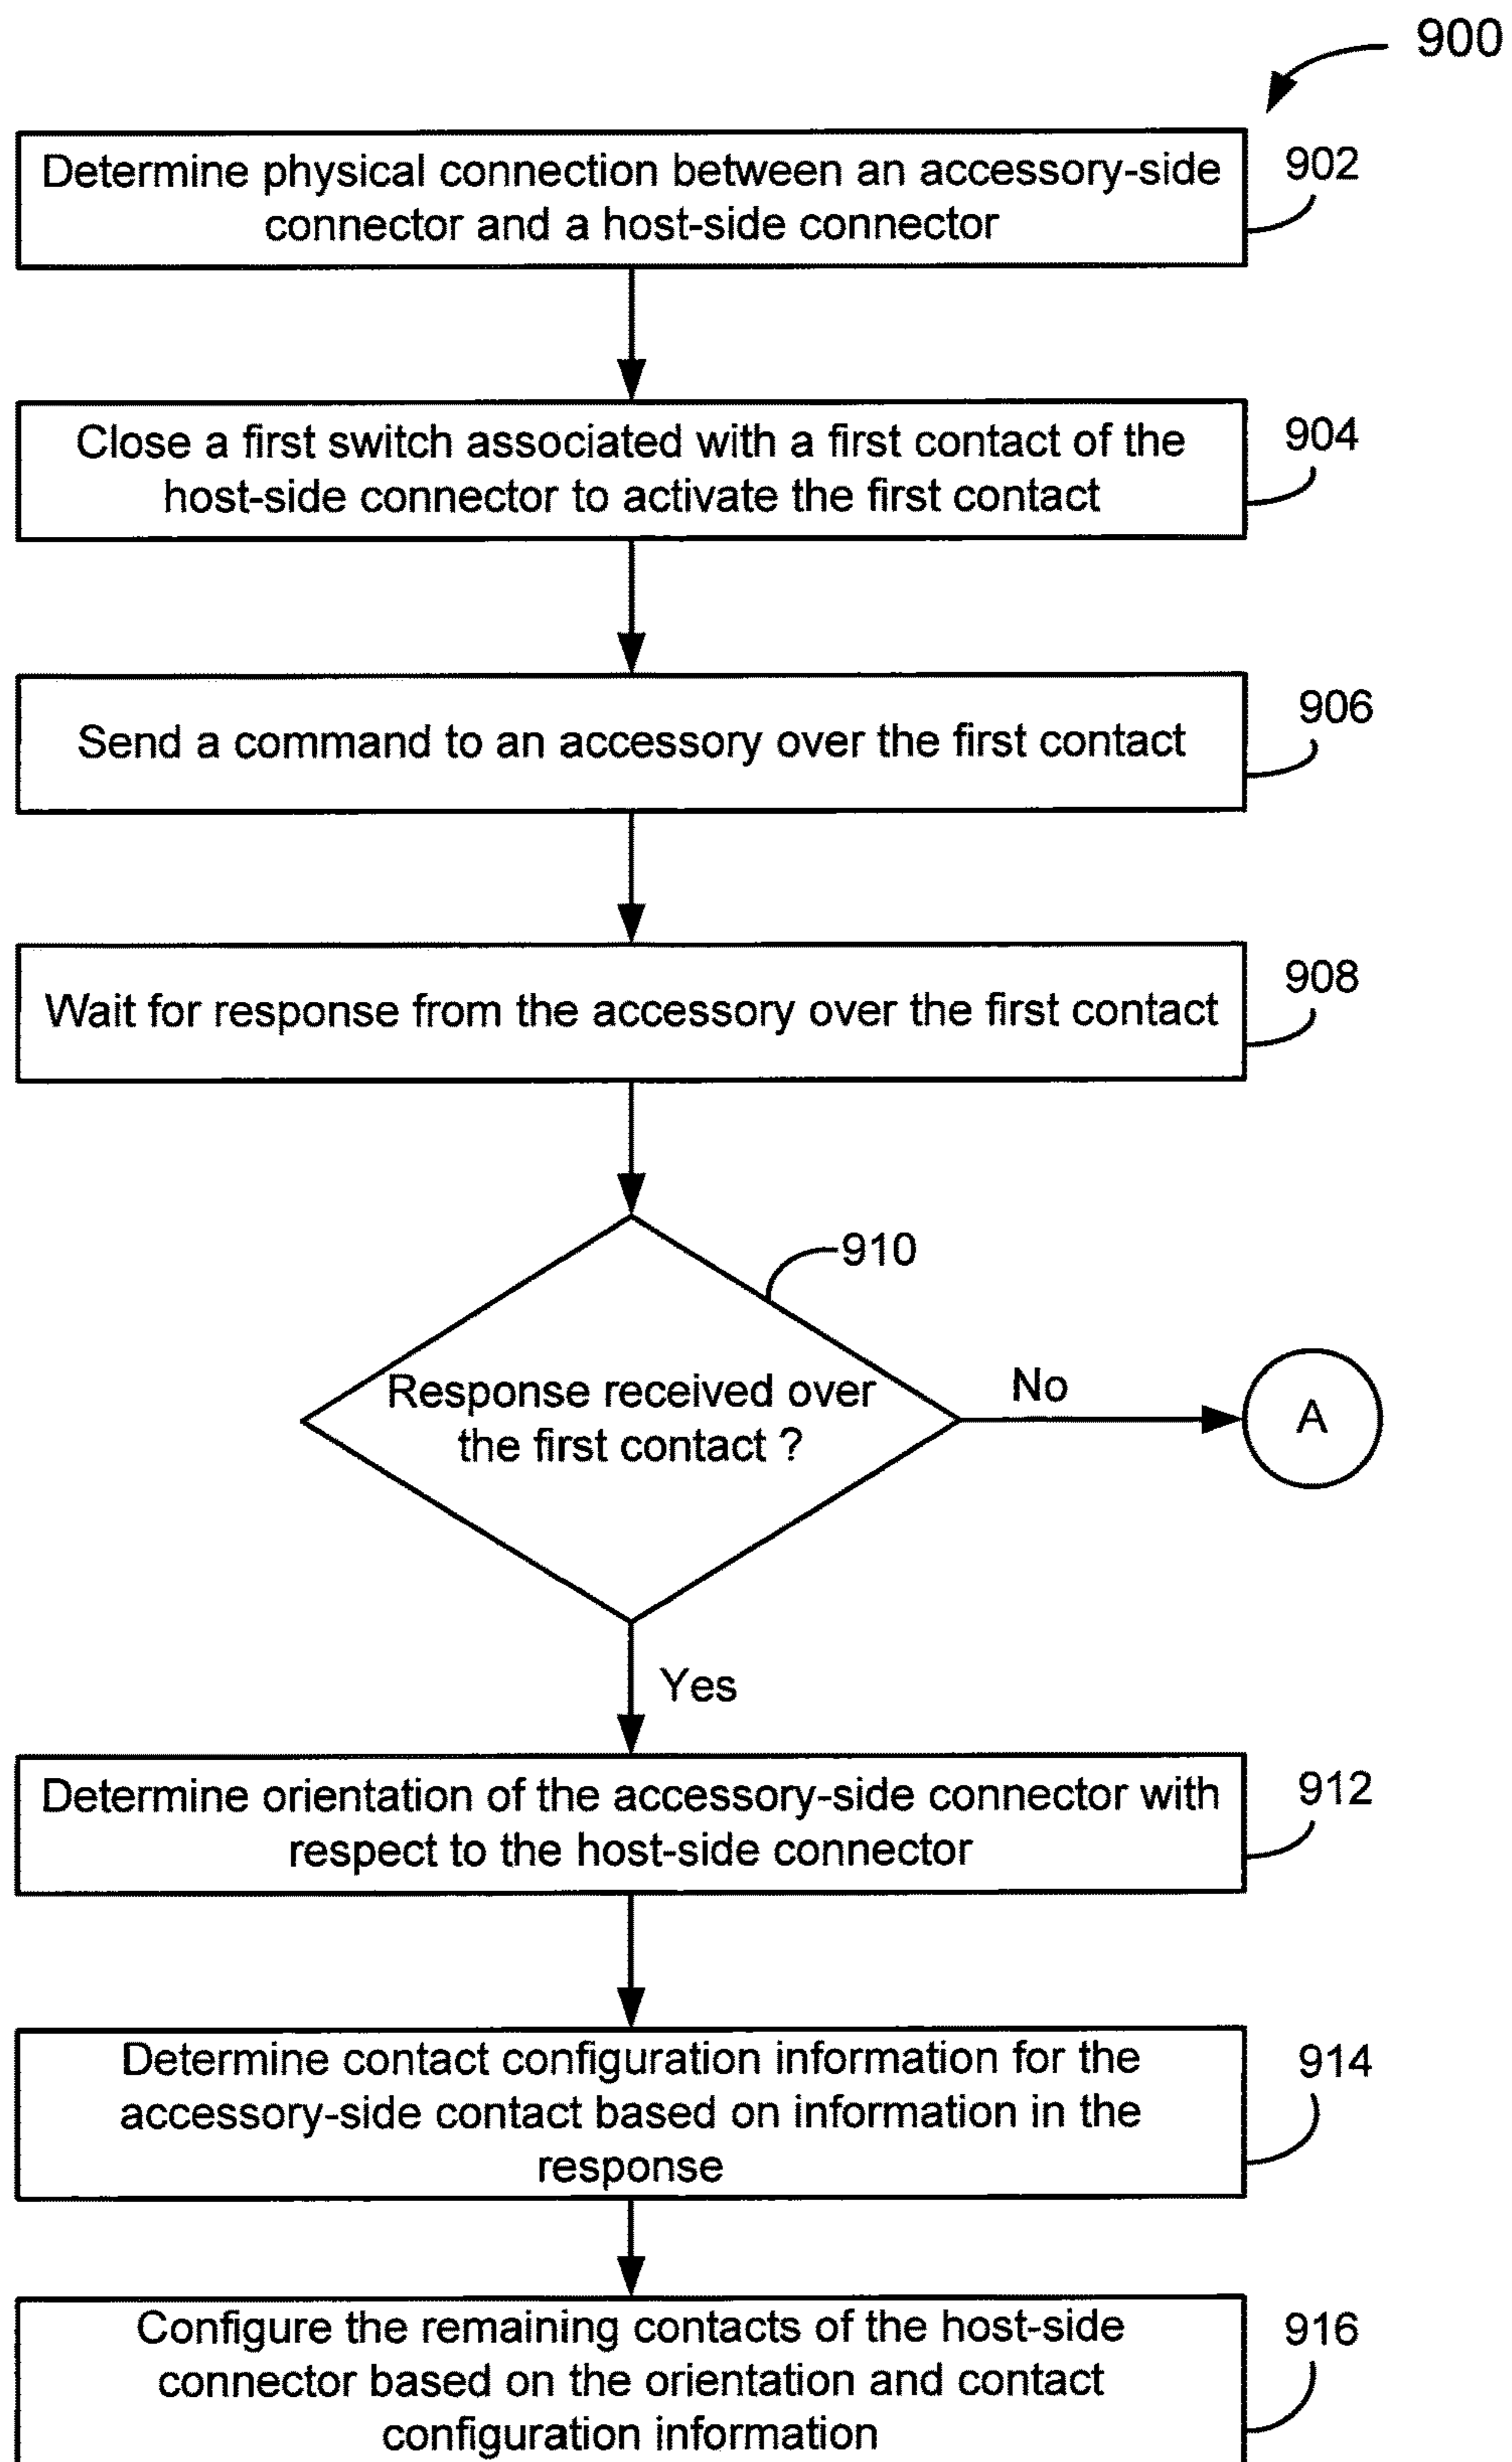 900
Determine physical connection between an accessory-side
connector and a host-side connector
902
Close a first switch associated with a first contact of the
host-side connector to activate the first contact
904
Send a command to an accessory over the first contact
906
Wait for response from the accessory over the first contact
908
910
Response received over
the first contact ?
No
A
Yes
Determine orientation of the accessory-side connector with
respect to the host-side connector
912
Determine contact configuration information for the
accessory-side contact based on information in the
response
914
Configure the remaining contacts of the host-side
connector based on the orientation and contact
configuration information
916